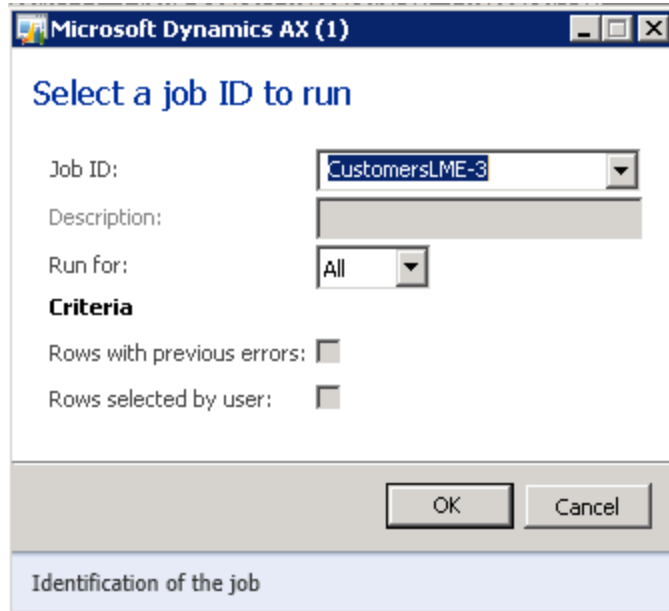 Microsoft Dynamics AX (1)
Select a job ID to run
Job ID: CustomersLME-3
Description:
Run for: All
Criteria
Rows with previous errors:
Rows selected by user:
OK Cancel
Identification of the job